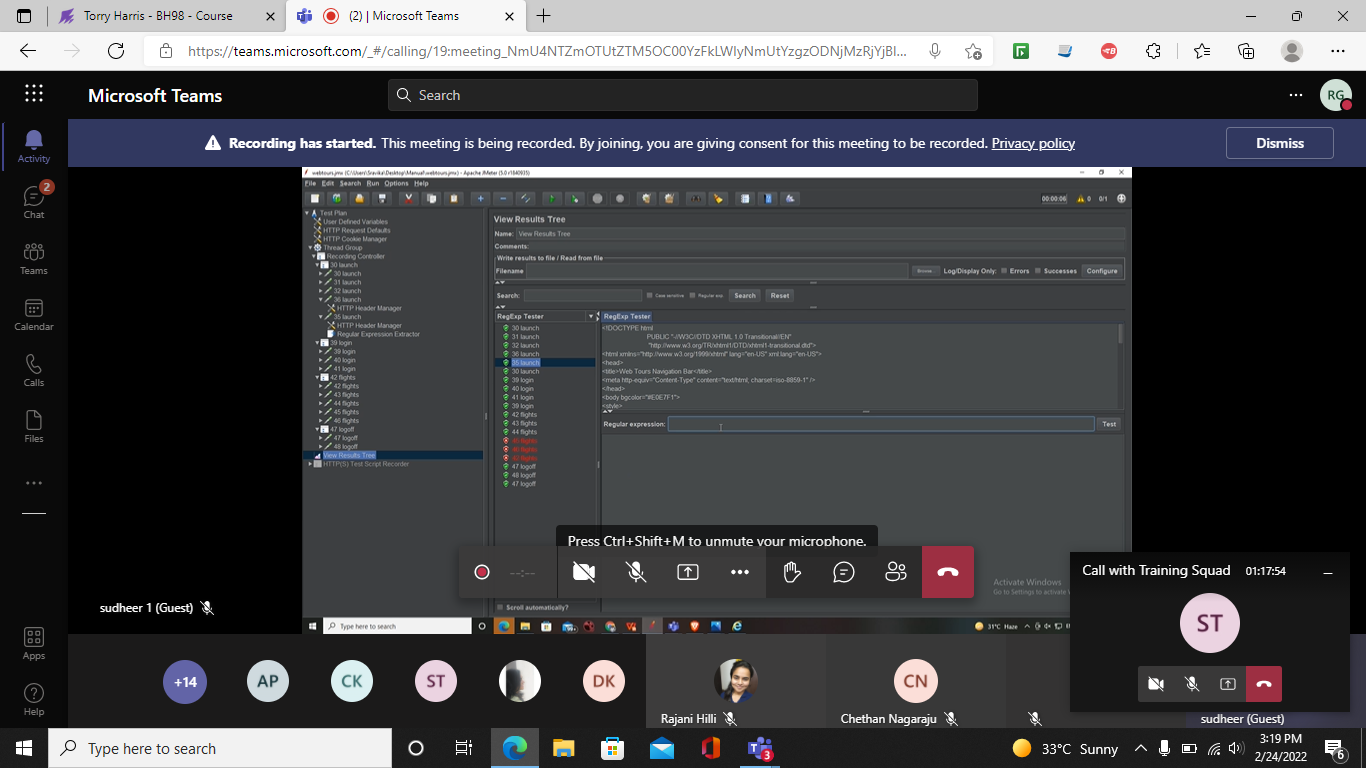 Torry Harris - BH98 - Course
(2) | Microsoft Teams
https://teams.microsoft.com/_#/calling/19:meeting_NmU4NTZmOTUtZTM5OC00YzFkLWIyNmUtYzgzODNjMzRjYjBl...
Microsoft Teams
Search
RG
Recording has started. This meeting is being recorded. By joining, you are giving consent for this meeting to be recorded. Privacy policy
Dismiss
Activity
Chat
2
Teams
Calendar
Calls
Files
Apps
Help
webtours.jmx (C:\Users\Sravika\Desktop\Manual\webtours.jmx) - Apache JMeter (3.0 r1840935)
File Edit Search Run Options Help
00:00:06 0 0/1
Test Plan
User Defined Variables
HTTP Request Defaults
HTTP Cookie Manager
Thread Group
Recording Controller
30 launch
30 launch
31 launch
32 launch
36 launch
HTTP Header Manager
35 launch
HTTP Header Manager
Regular Expression Extractor
39 login
39 login
40 login
41 login
42 flights
42 flights
43 flights
44 flights
45 flights
46 flights
47 logoff
47 logoff
48 logoff
View Results Tree
HTTP(S) Test Script Recorder
View Results Tree
Name: View Results Tree
Comments:
Write results to file / Read from file
Filename
Browse...
Log/Display Only: Errors Successes Configure
Search: Case sensitive Regular exp. Search Reset
RegExp Tester
30 launch
31 launch
32 launch
36 launch
35 launch
30 launch
39 login
40 login
41 login
39 login
42 flights
43 flights
44 flights
47 logoff
48 logoff
47 logoff
RegExp Tester
<!DOCTYPE html
PUBLIC "-//W3C//DTD XHTML 1.0 Transitional//EN"
"http://www.w3.org/TR/xhtml1/DTD/xhtml1-transitional.dtd">
<html xmlns="http://www.w3.org/1999/xhtml" lang="en-US" xml:lang="en-US">
<head>
<title>Web Tours Navigation Bar</title>
<meta http-equiv="Content-Type" content="text/html; charset=iso-8859-1" />
</head>
<body bgcolor="#E0E7F1">
<style>
Regular expression:
Test
Scroll automatically?
Press Ctrl+Shift+M to unmute your microphone.
--:--
Activate Windows
Go to Settings to activate
Type here to search
31°C Haze
Call with Training Squad 01:17:54
ST
sudheer 1 (Guest)
+14
AP
CK
ST
DK
Rajani Hilli
CN
Chethan Nagaraju
sudheer (Guest)
Type here to search
3
33°C Sunny
3:19 PM
2/24/2022
6